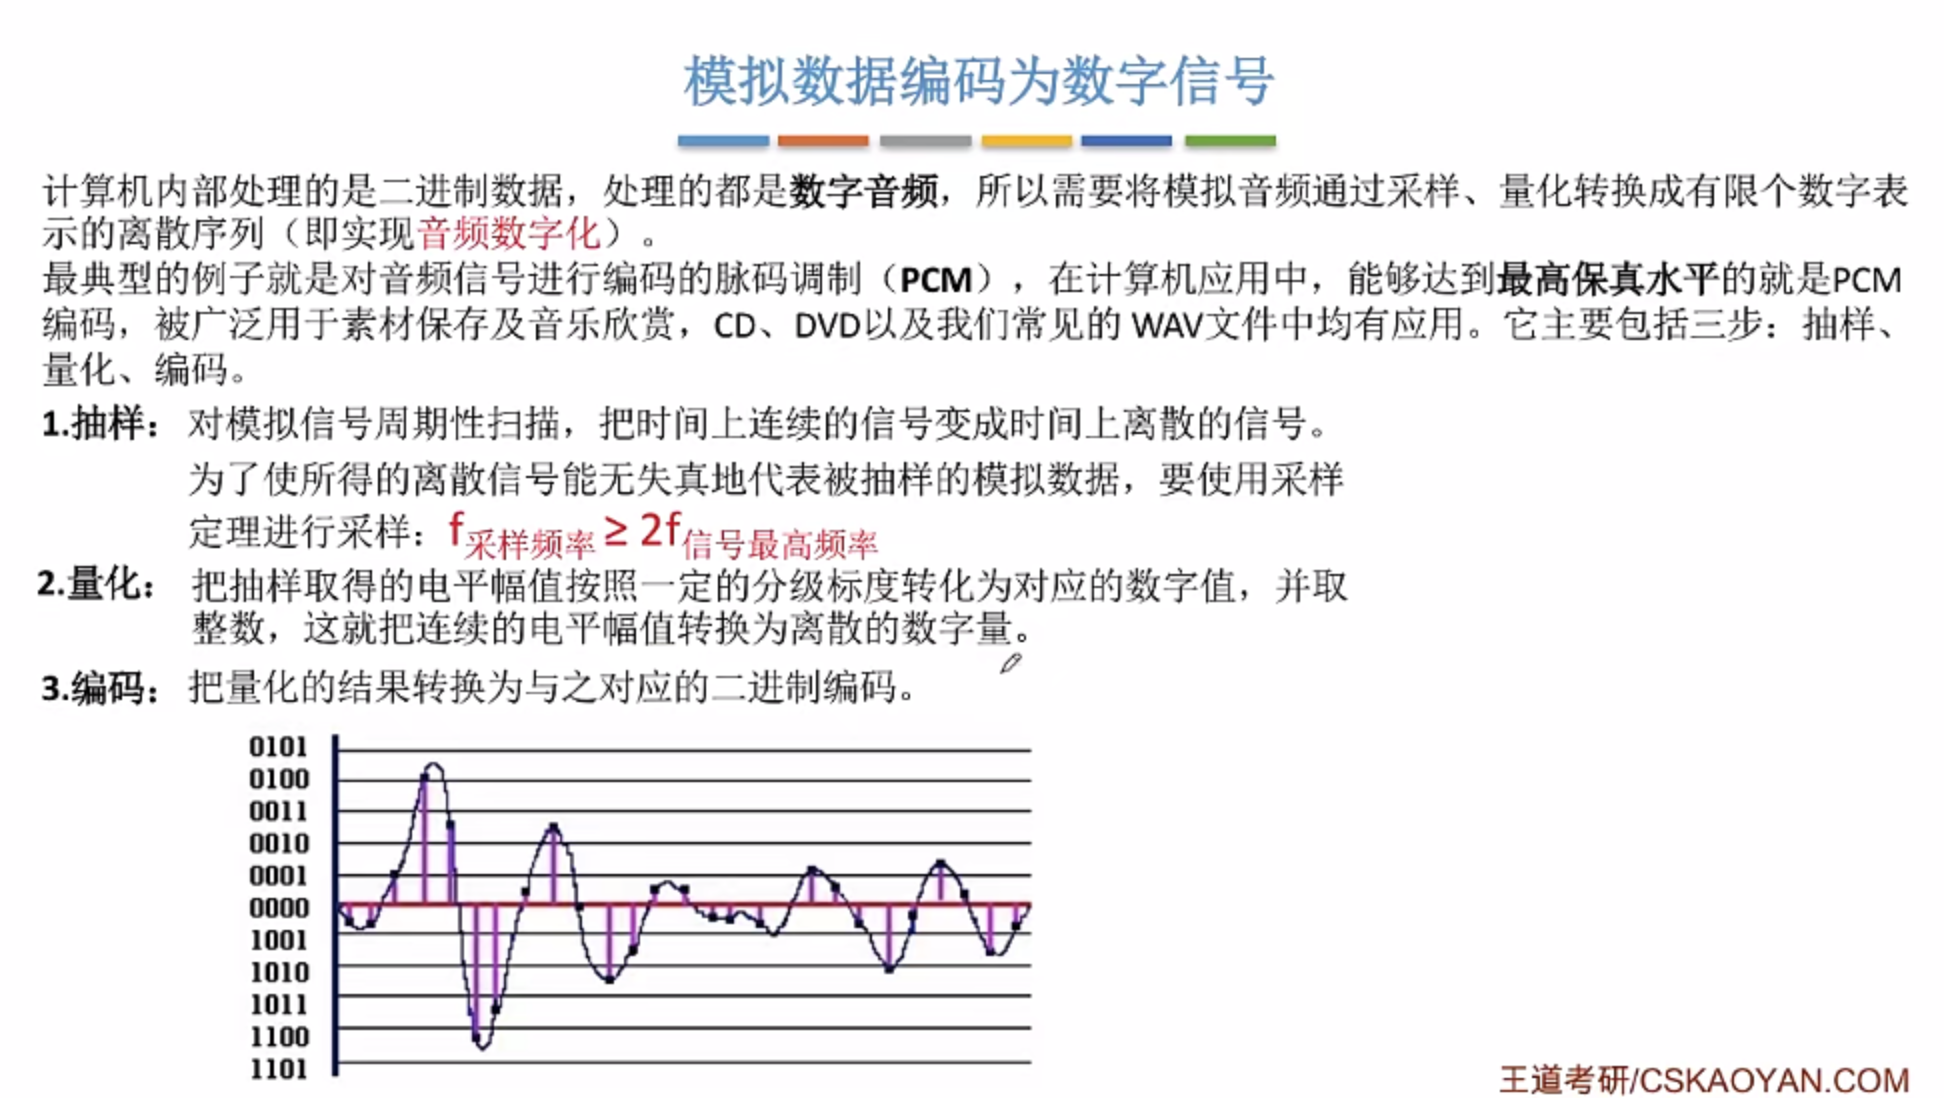 模拟数据编码为数字信号
计算机内部处理的是二进制数据，处理的都是数字音频，所以需要将模拟音频通过采样、量化转换成有限个数字表
示的离散序列（即实现音频数字化）。
最典型的例子就是对音频信号进行编码的脉码调制（PCM），在计算机应用中，能够达到最高保真水平的就是PCM
编码，被广泛用于素材保存及音乐欣赏，CD、DVD以及我们常见的 WAV文件中均有应用。它主要包括三步：抽样、
量化、编码。
1.抽样：对模拟信号周期性扫描，把时间上连续的信号变成时间上离散的信号。
为了使所得的离散信号能无失真地代表被抽样的模拟数据，要使用采样
定理进行采样：f采样频率 ≥ 2f信号最高频率
2.量化：把抽样取得的电平幅值按照一定的分级标度转化为对应的数字值，并取
整数，这就把连续的电平幅值转换为离散的数字量。
3.编码：把量化的结果转换为与之对应的二进制编码。
0101
0100
0011
0010
0001
0000
1001
1010
1011
1100
1101
王道考研/CSKAOYAN.COM